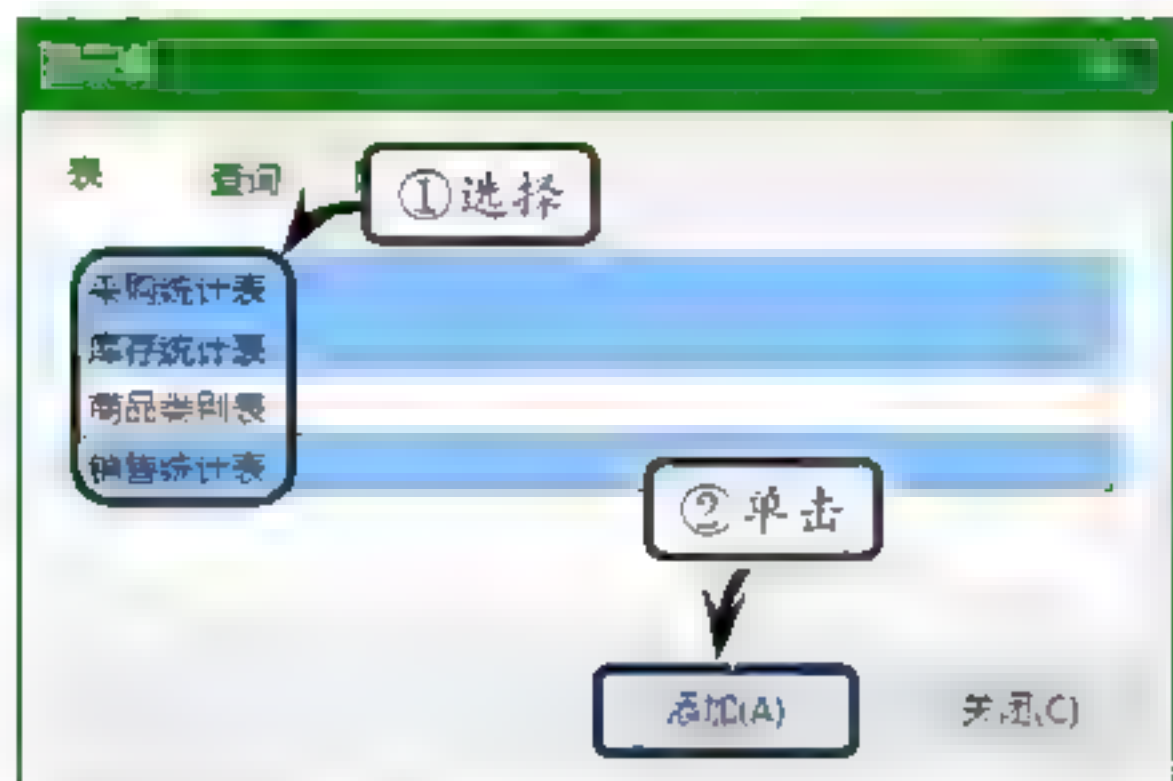 表 查询
①选择
采购统计表
库存统计表
商品类别表
销售统计表
②单击
添加(A) 关闭(C)